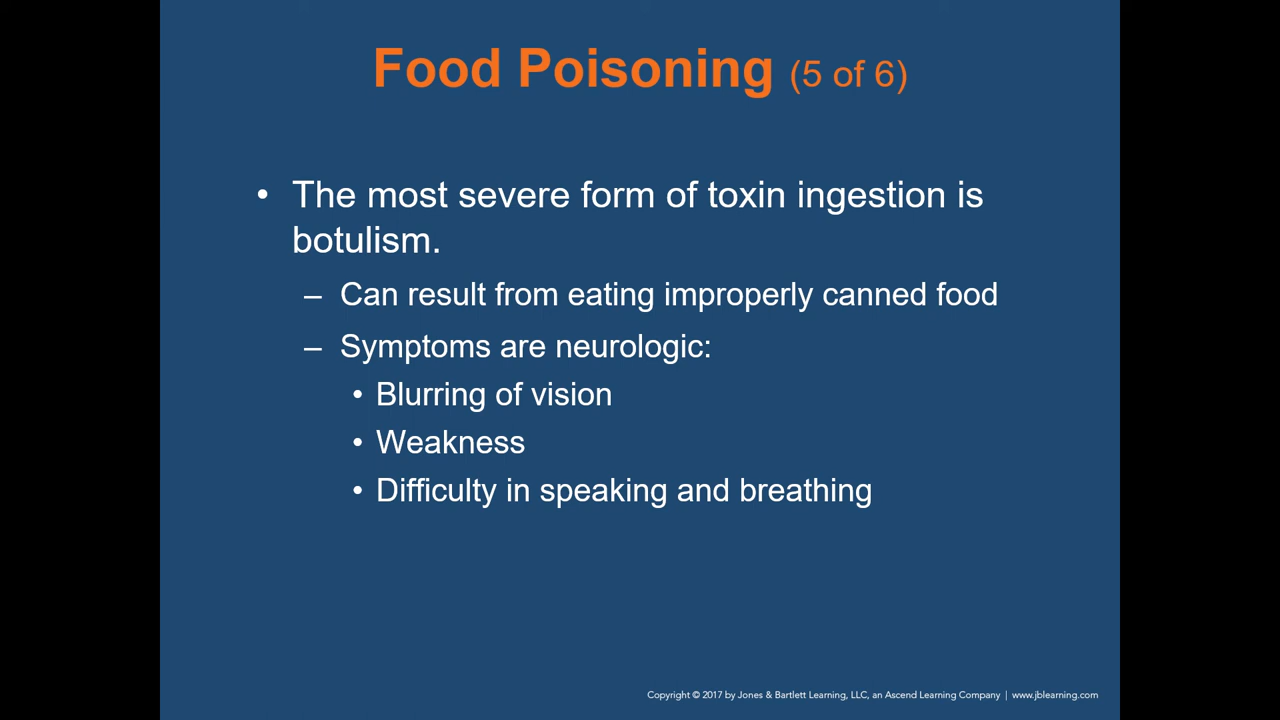 Food Poisoning (5 of 6)
• The most severe form of toxin ingestion is
botulism.
– Can result from eating improperly canned food
– Symptoms are neurologic:
• Blurring of vision
• Weakness
• Difficulty in speaking and breathing
Copyright © 2017 by Jones & Bartlett Learning, LLC, an Ascend Learning Company | www.jblearning.com